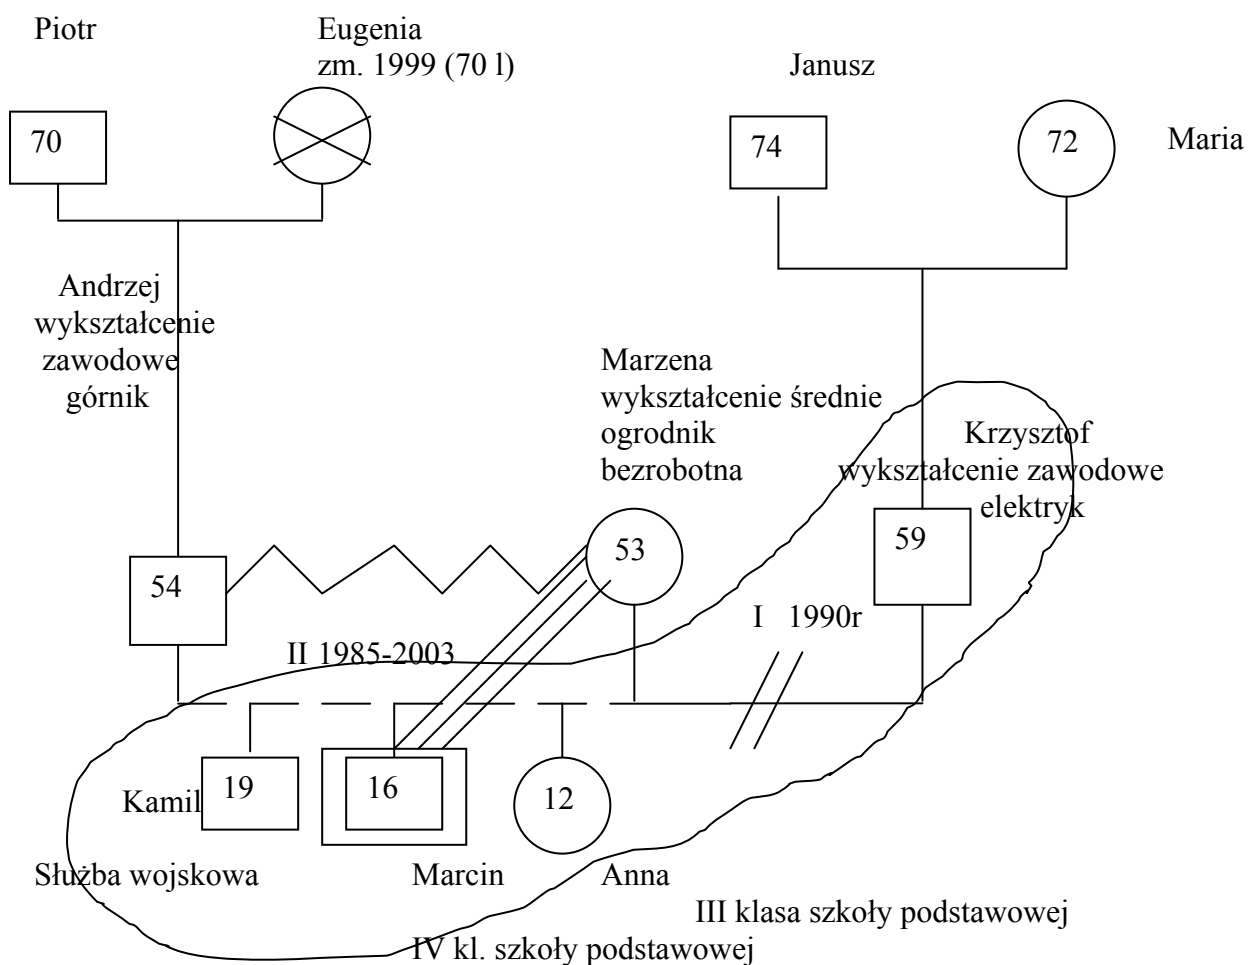 Piotr
Eugenia
zm. 1999 (70 l)
Janusz
70
74
72
Maria
Andrzej
wykształcenie
zawodowe
górnik
Marzena
wykształcenie średnie
ogrodnik
bezrobotna
Krzysztof
wykształcenie zawodowe
elektryk
54
53
59
I 1990r
II 1985-2003
Kamil
19
16
12
Służba wojskowa
Marcin
Anna
III klasa szkoły podstawowej
IV kl. szkoły podstawowej